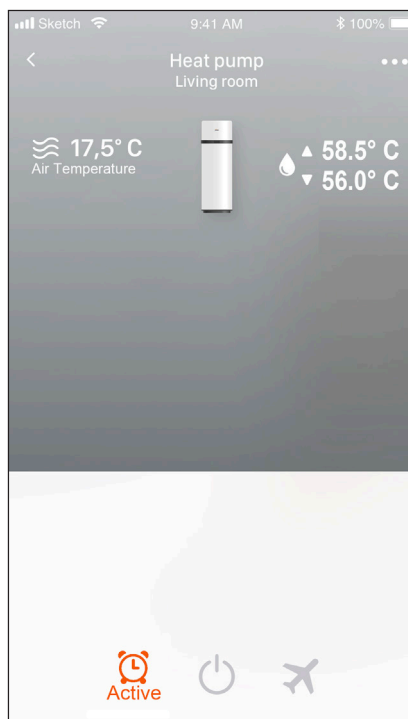 Sketch 9:41 AM 100%
Heat pump
Living room
17,5° C
Air Temperature
▲ 58.5° C
▼ 56.0° C
Active